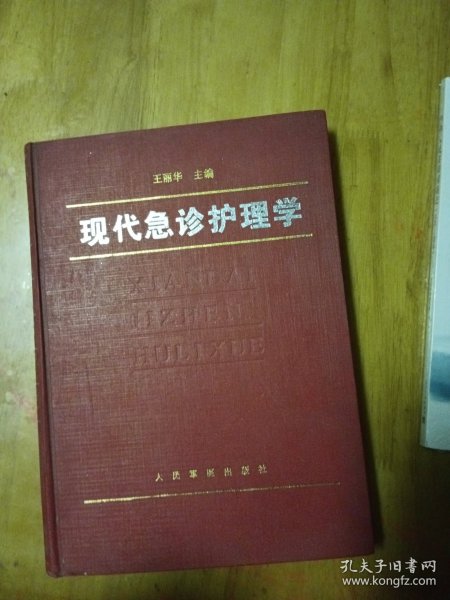 王丽华 主编
现代急诊护理学
XIANDAI
JIZHEN
HULIXUE
人民军医出版社
孔夫子旧书网
www.kongfz.com